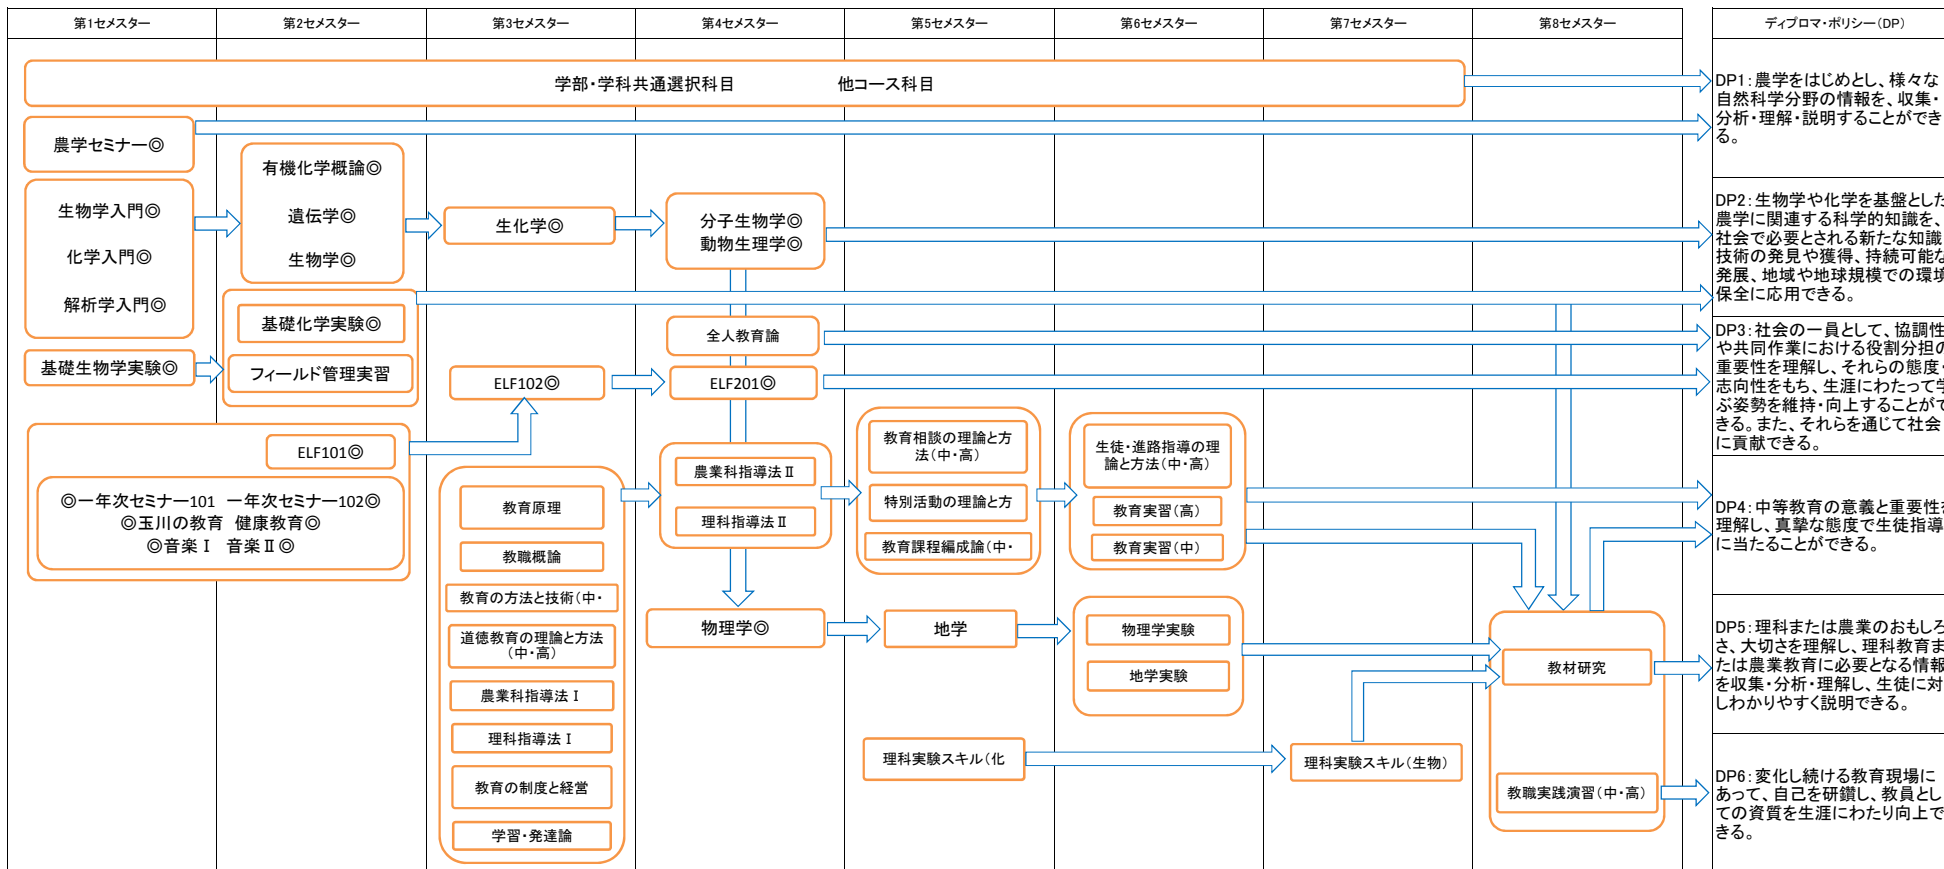 第1セメスター
第2セメスター
第3セメスター
第4セメスター
第5セメスター
第6セメスター
第7セメスター
第8セメスター
ディプロマ・ポリシー(DP)
学部・学科共通選択科目 他コース科目
農学セミナー◎
生物学入門◎
化学入門◎
解析学入門◎
基礎生物学実験◎
有機化学概論◎
遺伝学◎
生物学◎
基礎化学実験◎
フィールド管理実習
ELF101◎
◎一年次セミナー101 一年次セミナー102◎
◎玉川の教育 健康教育◎
◎音楽Ⅰ 音楽Ⅱ◎
生化学◎
ELF102◎
教育原理
教職概論
教育の方法と技術(中・
道徳教育の理論と方法
(中・高)
農業科指導法Ⅰ
理科指導法Ⅰ
教育の制度と経営
学習・発達論
分子生物学◎
動物生理学◎
全人教育論
ELF201◎
農業科指導法Ⅱ
理科指導法Ⅱ
物理学◎
教育相談の理論と方
法(中・高)
特別活動の理論と方
教育課程編成論(中・
地学
理科実験スキル(化
生徒・進路指導の理
論と方法(中・高)
教育実習(高)
教育実習(中)
物理学実験
地学実験
理科実験スキル(生物)
教材研究
教職実践演習(中・高)
DP1:農学をはじめとし、様々な
自然科学分野の情報を、収集・
分析・理解・説明することができ
る。
DP2:生物学や化学を基盤とした
農学に関連する科学的知識を、
社会で必要とされる新たな知識
技術の発見や獲得、持続可能な
発展、地域や地球規模での環境
保全に応用できる。
DP3:社会の一員として、協調性
や共同作業における役割分担の
重要性を理解し、それらの態度・
志向性をもち、生涯にわたって学
ぶ姿勢を維持・向上することがで
きる。また、それらを通じて社会
に貢献できる。
DP4:中等教育の意義と重要性を
理解し、真摯な態度で生徒指導
に当たることができる。
DP5:理科または農業のおもしろ
さ、大切さを理解し、理科教育ま
たは農業教育に必要となる情報
を収集・分析・理解し、生徒に対
しわかりやすく説明できる。
DP6:変化し続ける教育現場に
あって、自己を研鑽し、教員とし
ての資質を生涯にわたり向上で
きる。